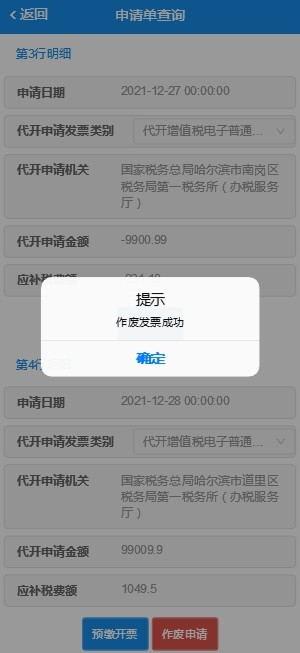 返回
申请单查询
第3行明细
申请日期 2021-12-27 00:00:00
代开申请发票类别 代开增值税电子普通...
代开申请机关 国家税务总局哈尔滨市南岗区
税务局第一税务所（办税服务
厅）
代开申请金额 -9900.99
应补税费额
提示
作废发票成功
确定
第4行
申请日期 2021-12-28 00:00:00
代开申请发票类别 代开增值税电子普通...
代开申请机关 国家税务总局哈尔滨市道里区
税务局第一税务所（办税服务
厅）
代开申请金额 99009.9
应补税费额 1049.5
预缴开票 作废申请